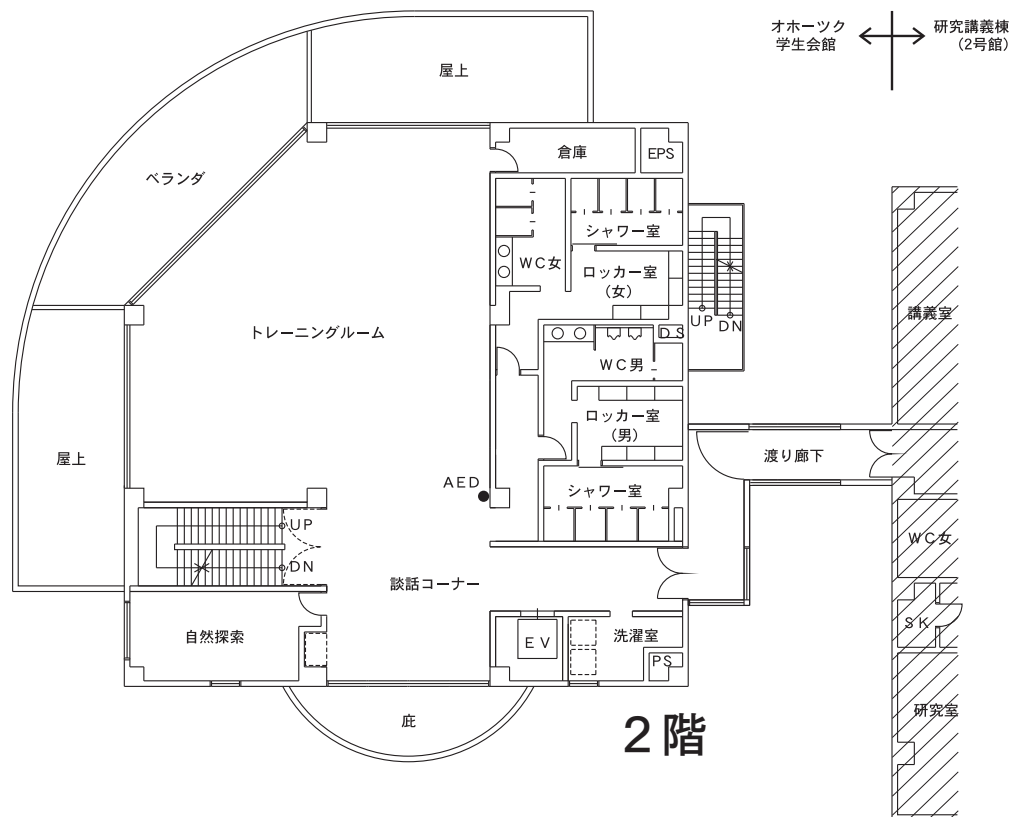 オホーツク
学生会館
研究講義棟
(2号館)
屋上
ベランダ
倉庫
EPS
シャワー室
WC女
ロッカー室
(女)
UP
DN
講義室
トレーニングルーム
DS
WC男
ロッカー室
(男)
屋上
渡り廊下
AED
シャワー室
UP
WC女
DN
談話コーナー
自然探索
EV
洗濯室
SK
PS
研究室
庇
2階